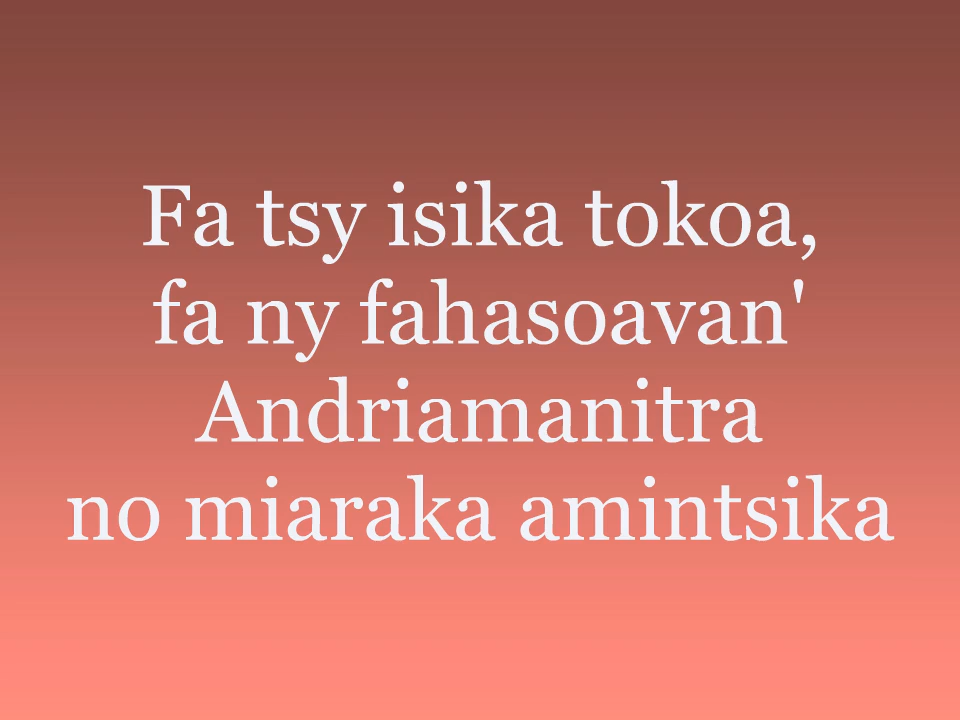 Fa tsy isika tokoa,
fa ny fahasoavan'
Andriamanitra
no miaraka amintsika